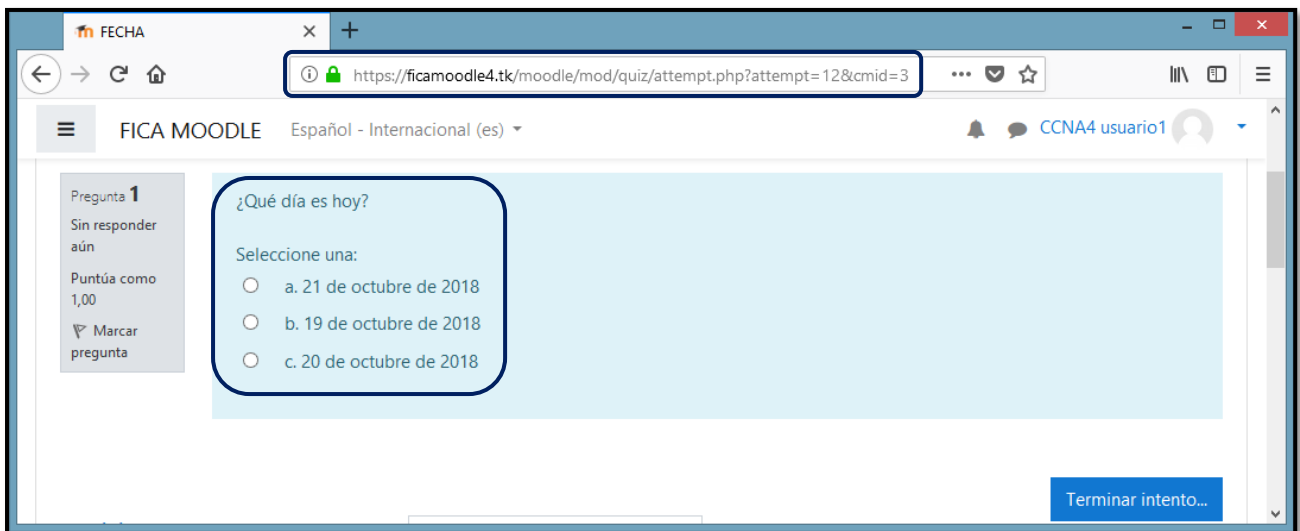 FECHA
https://ficamoodle4.tk/moodle/mod/quiz/attempt.php?attempt=12&cmid=3
FICA MOODLE
Español - Internacional (es)
CCNA4 usuario1
Pregunta 1
Sin responder
aún
Puntúa como
1,00
Marcar
pregunta
¿Qué día es hoy?
Seleccione una:
a. 21 de octubre de 2018
b. 19 de octubre de 2018
c. 20 de octubre de 2018
Terminar intento...